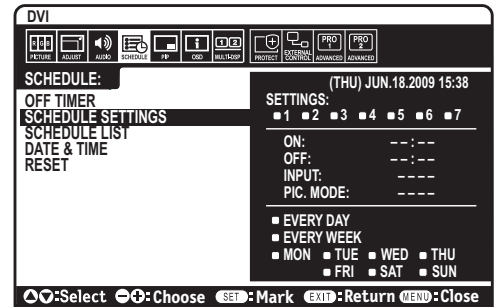 DVI
RGB
PICTURE ADJUST AUDIO SCHEDULE PIP OSD MULTI-DSP PROTECT EXTERNAL CONTROL PRO 1 ADVANCED PRO 2 ADVANCED
SCHEDULE:
OFF TIMER
SCHEDULE SETTINGS
SCHEDULE LIST
DATE & TIME
RESET
(THU) JUN.18.2009 15:38
SETTINGS:
1 2 3 4 5 6 7
ON: --:--
OFF: --:--
INPUT: ----
PIC. MODE: ----
EVERY DAY
EVERY WEEK
MON TUE WED THU
FRI SAT SUN
:Select :Choose SET:Mark EXIT:Return MENU:Close